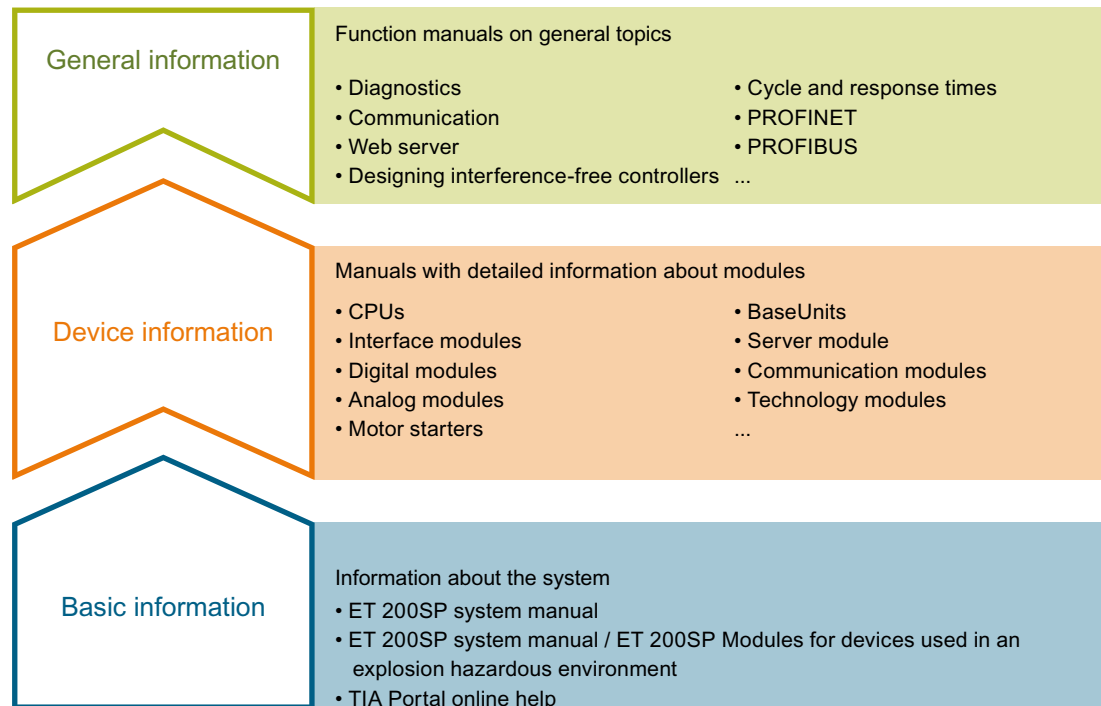 General information
Function manuals on general topics
• Diagnostics
• Communication
• Web server
• Designing interference-free controllers
• Cycle and response times
• PROFINET
• PROFIBUS
...
Device information
Manuals with detailed information about modules
• CPUs
• Interface modules
• Digital modules
• Analog modules
• Motor starters
• BaseUnits
• Server module
• Communication modules
• Technology modules
...
Basic information
Information about the system
• ET 200SP system manual
• ET 200SP system manual / ET 200SP Modules for devices used in an
explosion hazardous environment
• TIA Portal online help